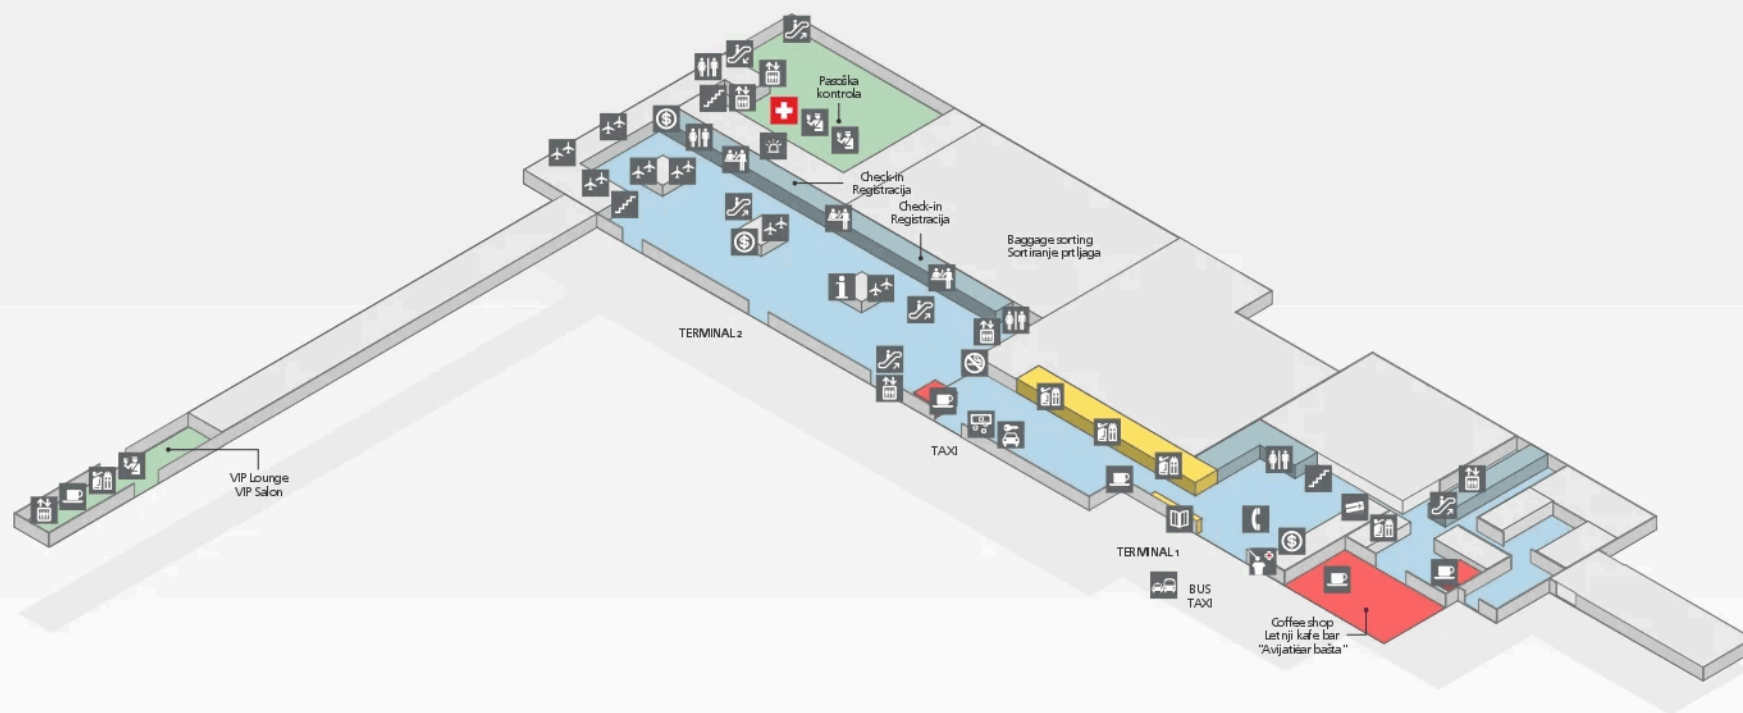 Pasoška
kontrola
Check-in
Registracija
Check-in
Registracija
Baggage sorting
Sortiranje prtljaga
TERMINAL 2
TAXI
VIP Lounge
VIP Salon
TERMINAL 1
BUS
TAXI
Coffee shop
Letnji kafe bar
"Avijatičar bašta"